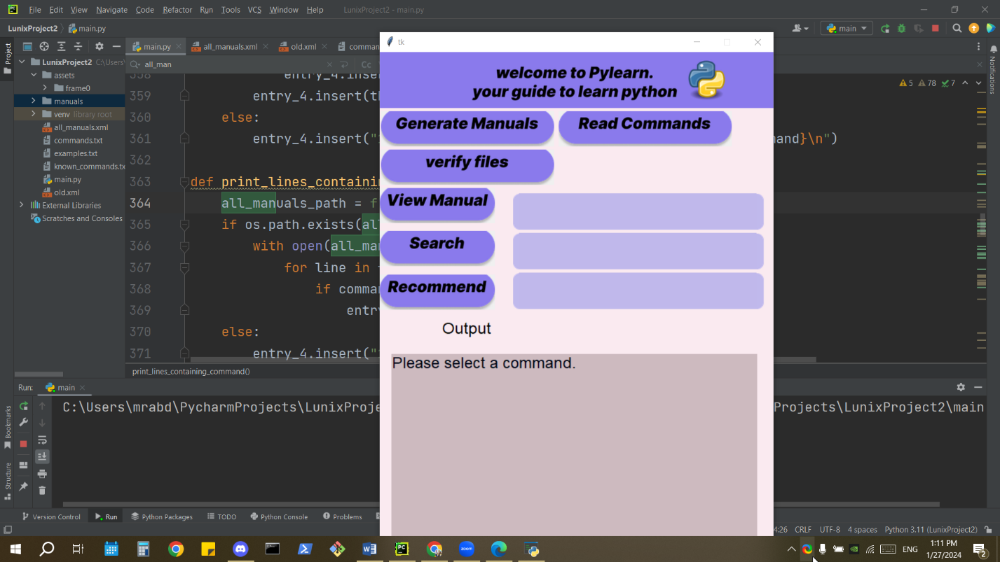 File Edit View Navigate Code Refactor Run Tools VCS Window Help LunixProject2 - main.py
LunixProject2 main.py
main
Project
main.py all_manuals.xml old.xml comman
all_man
Cc
LunixProject2 C:\Users\
assets
frame0
manuals
venv library root
all_manuals.xml
commands.txt
examples.txt
known_commands.tx
main.py
old.xml
External Libraries
Scratches and Consoles
Notifications
5 78 7
358 entry_4.inse
359 entry_4.insert(th
360 else:
361 entry_4.insert(" and}\n")
362
363 def print_lines_containi
364 all_manuals_path = f
365 if os.path.exists(al
366 with open(all_ma
367 for line in
368 if comma
369 entry
370 else:
371 entry_4.insert("
print_lines_containing_command()
tk
welcome to Pylearn.
your guide to learn python
Generate Manuals Read Commands
verify files
View Manual
Search
Recommend
Output
Please select a command.
Run: main
C:\Users\mrabd\PycharmProjects\LunixProje Projects\LunixProject2\main
Bookmarks
Structure
Version Control Run Python Packages TODO Python Console Problems
4:26 CRLF UTF-8 4 spaces Python 3.11 (LunixProject2)
ENG
1:11 PM
1/27/2024
2